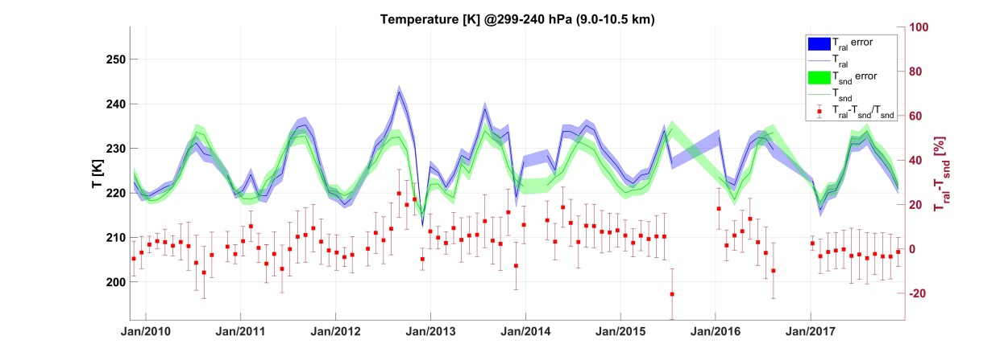 Temperature [K] @299-240 hPa (9.0-10.5 km)
T [K]
250
240
230
220
210
200
100
80
60
40
20
0
-20
T_ral-T_snd [%]
T_ral error
T_ral
T_snd error
T_snd
T_ral-T_snd/T_snd
Jan/2010 Jan/2011 Jan/2012 Jan/2013 Jan/2014 Jan/2015 Jan/2016 Jan/2017